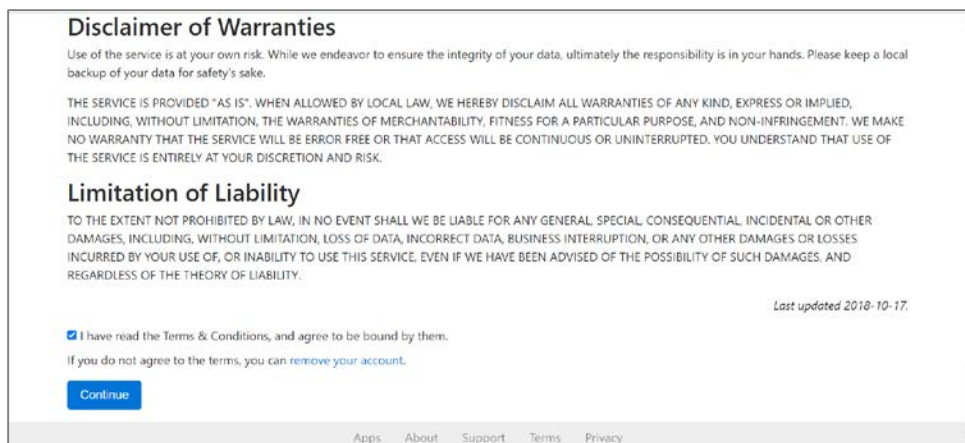 Disclaimer of Warranties
Use of the service is at your own risk. While we endeavor to ensure the integrity of your data, ultimately the responsibility is in your hands. Please keep a local
backup of your data for safety's sake.
THE SERVICE IS PROVIDED "AS IS". WHEN ALLOWED BY LOCAL LAW, WE HEREBY DISCLAIM ALL WARRANTIES OF ANY KIND, EXPRESS OR IMPLIED,
INCLUDING, WITHOUT LIMITATION, THE WARRANTIES OF MERCHANTABILITY, FITNESS FOR A PARTICULAR PURPOSE, AND NON-INFRINGEMENT. WE MAKE
NO WARRANTY THAT THE SERVICE WILL BE ERROR FREE OR THAT ACCESS WILL BE CONTINUOUS OR UNINTERRUPTED. YOU UNDERSTAND THAT USE OF
THE SERVICE IS ENTIRELY AT YOUR DISCRETION AND RISK.
Limitation of Liability
TO THE EXTENT NOT PROHIBITED BY LAW, IN NO EVENT SHALL WE BE LIABLE FOR ANY GENERAL, SPECIAL, CONSEQUENTIAL, INCIDENTAL OR OTHER
DAMAGES, INCLUDING, WITHOUT LIMITATION, LOSS OF DATA, INCORRECT DATA, BUSINESS INTERRUPTION, OR ANY OTHER DAMAGES OR LOSSES
INCURRED BY YOUR USE OF, OR INABILITY TO USE THIS SERVICE, EVEN IF WE HAVE BEEN ADVISED OF THE POSSIBILITY OF SUCH DAMAGES, AND
REGARDLESS OF THE THEORY OF LIABILITY.
Last updated 2018-10-17.
I have read the Terms & Conditions, and agree to be bound by them.
If you do not agree to the terms, you can remove your account.
Continue
Apps About Support Terms Privacy